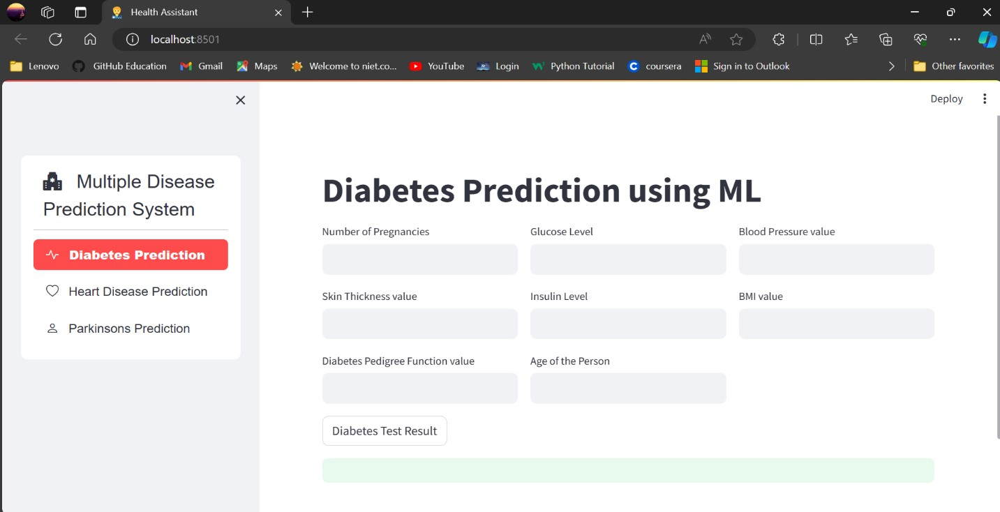 Health Assistant
localhost:8501
Lenovo GitHub Education Gmail Maps Welcome to niet.co... YouTube Login Python Tutorial coursera Sign in to Outlook Other favorites
Deploy
Multiple Disease
Prediction System
Diabetes Prediction
Heart Disease Prediction
Parkinsons Prediction
Diabetes Prediction using ML
Number of Pregnancies Glucose Level Blood Pressure value
Skin Thickness value Insulin Level BMI value
Diabetes Pedigree Function value Age of the Person
Diabetes Test Result